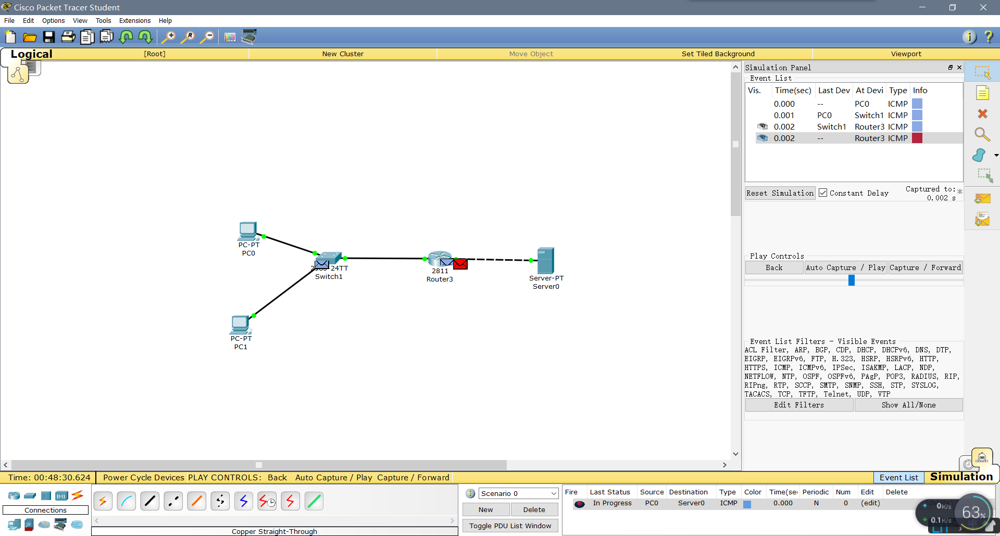 Cisco Packet Tracer Student
File Edit Options View Tools Extensions Help
Logical [Root] New Cluster Move Object Set Tiled Background Viewport
Simulation Panel
Event List
Vis. Time(sec) Last Dev At Devi Type Info
0.000 -- PC0 ICMP
0.001 PC0 Switch1 ICMP
0.002 Switch1 Router3 ICMP
0.002 -- Router3 ICMP
Reset Simulation Constant Delay Captured to:
0.002 s
PC-PT
PC0
24TT
Switch1
2811
Router3
Server-PT
Server0
PC-PT
PC1
Play Controls
Back Auto Capture / Play Capture / Forward
Event List Filters - Visible Events
ACL Filter, ARP, BGP, CDP, DHCP, DHCPv6, DNS, DTP,
EIGRP, EIGRPv6, FTP, H.323, HSRP, HSRPv6, HTTP,
HTTPS, ICMP, ICMPv6, IPSec, ISAKMP, LACP, NDP,
NETFLOW, NTP, OSPF, OSPFv6, PAgP, POP3, RADIUS, RIP,
RIPng, RTP, SCCP, SMTP, SNMP, SSH, STP, SYSLOG,
TACACS, TCP, TFTP, Telnet, UDP, VTP
Edit Filters Show All/None
Time: 00:48:30.624 Power Cycle Devices PLAY CONTROLS: Back Auto Capture / Play Capture / Forward Event List Simulation
Connections
Copper Straight-Through
Scenario 0
New Delete
Toggle PDU List Window
Fire Last Status Source Destination Type Color Time(sec Periodic Num Edit Delete
In Progress PC0 Server0 ICMP 0.000 N 0 (edit)
0K/s
0.1K/s
63%